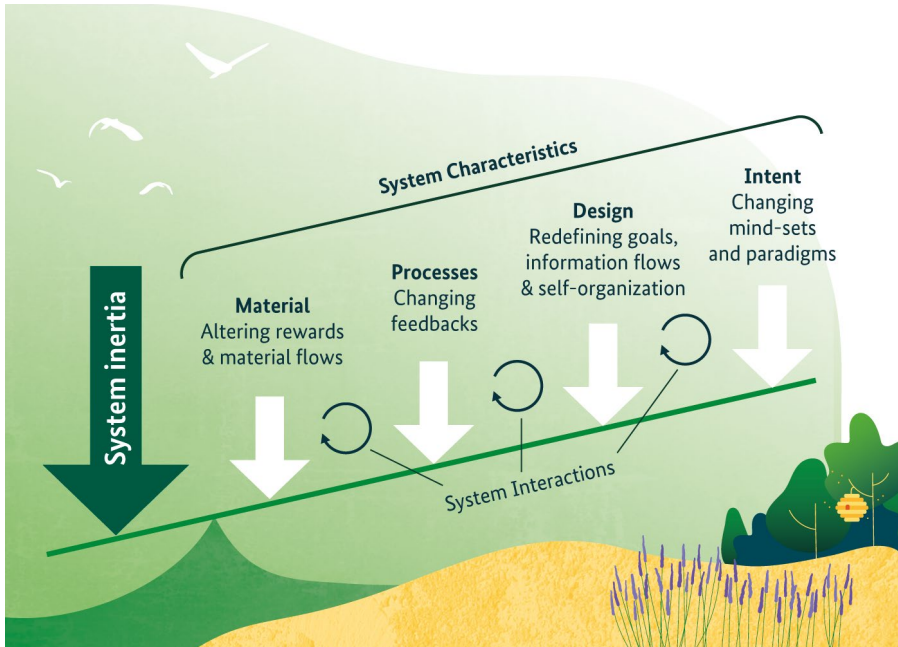 System Characteristics
Intent
Changing
mind-sets
and paradigms
Design
Redefining goals,
information flows
& self-organization
Processes
Changing
feedbacks
Material
Altering rewards
& material flows
System inertia
System Interactions